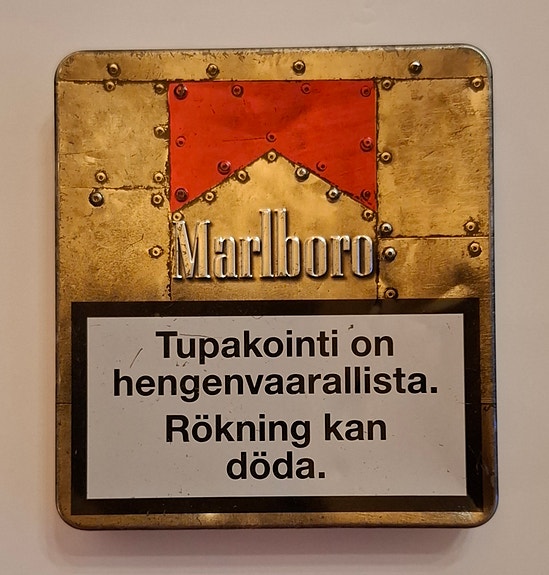 Marlboro
Tupakointi on
hengenvaarallista.
Rökning kan
döda.